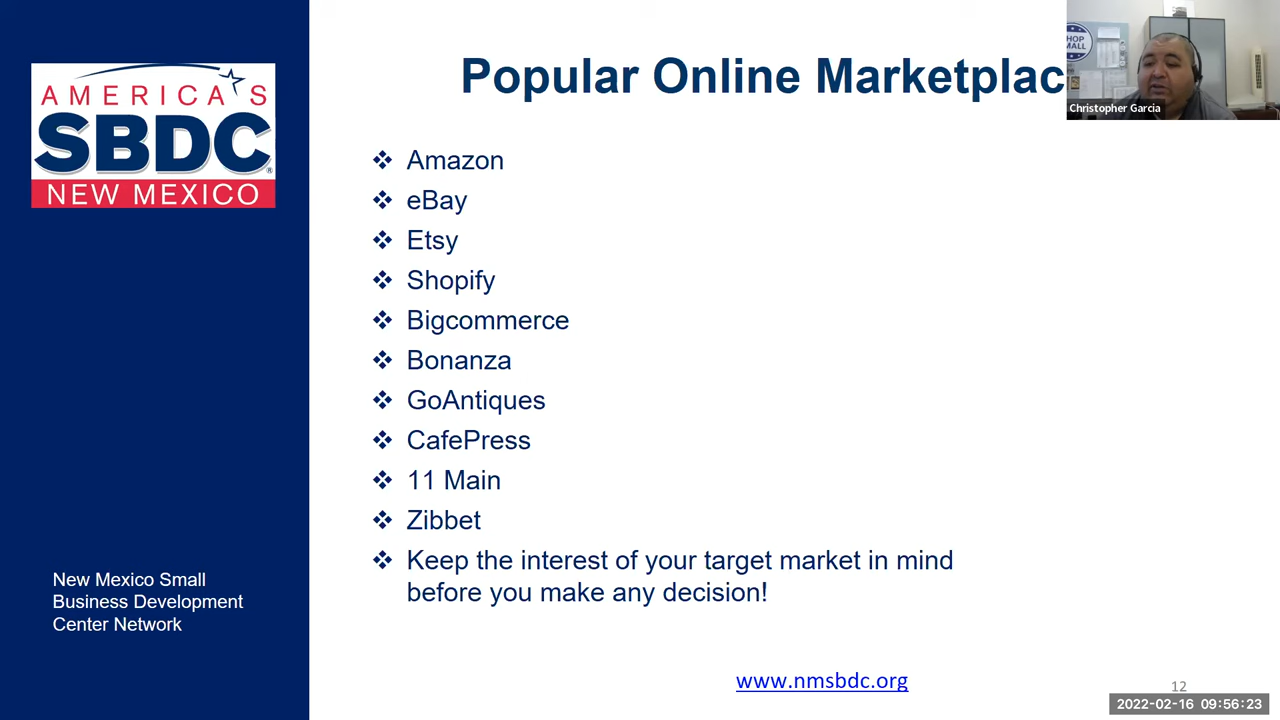 AMERICA'S
SBDC®
NEW MEXICO
Popular Online Marketplac
HOP
MALL
Christopher Garcia
❖ Amazon
❖ eBay
❖ Etsy
❖ Shopify
❖ Bigcommerce
❖ Bonanza
❖ GoAntiques
❖ CafePress
❖ 11 Main
❖ Zibbet
❖ Keep the interest of your target market in mind
before you make any decision!
New Mexico Small
Business Development
Center Network
www.nmsbdc.org
12
2022-02-16 09:56:23